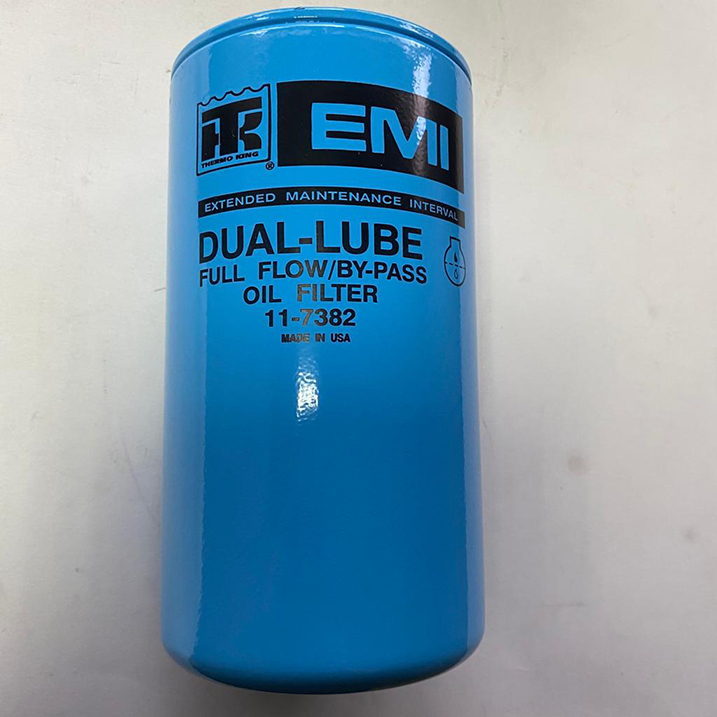 TK
THERMO KING
®
EMI
EXTENDED MAINTENANCE INTERVAL
DUAL-LUBE
FULL FLOW/BY-PASS
OIL FILTER
11-7382
MADE IN USA